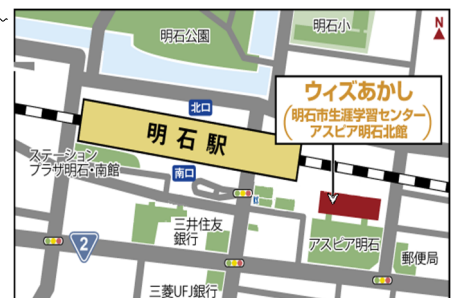 明石公園
明石小
N
北口
ウィズあかし
(明石市生涯学習センター
アスピア明石北館)
明石駅
ステーション
プラザ明石・南館
南口
三井住友
銀行
アスピア明石
郵便局
2
三菱UFJ銀行